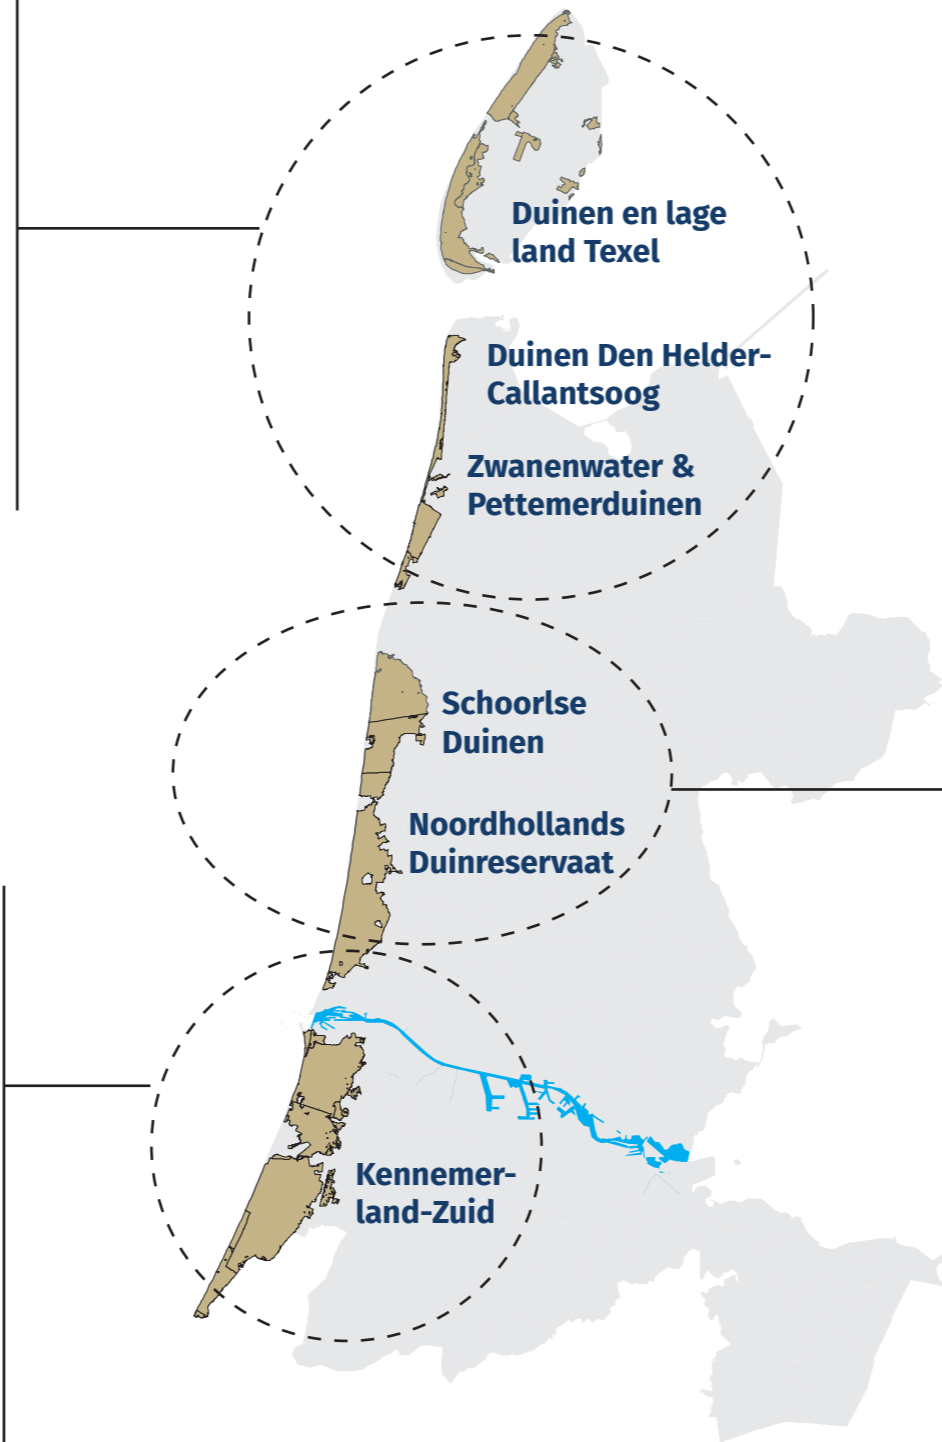 Duinen en lage
land Texel
Duinen Den Helder-
Callantsoog
Zwanenwater &
Pettemerduinen
Schoorlse
Duinen
Noordhollands
Duinreservaat
Kennemer-
land-Zuid